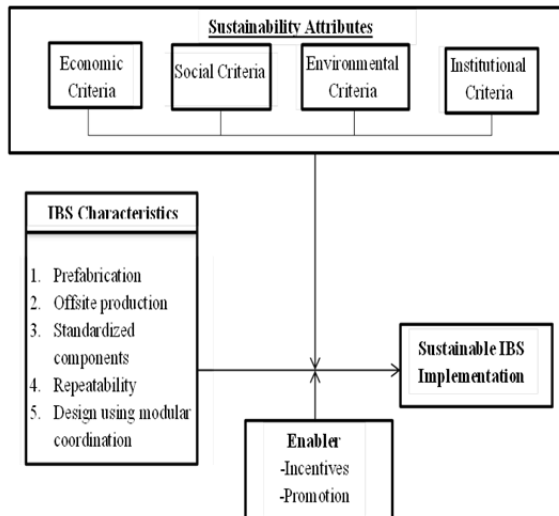 Sustainability Attributes
Economic
Criteria
Social Criteria
Environmental
Criteria
Institutional
Criteria
IBS Characteristics
1. Prefabrication
2. Offsite production
3. Standardized
components
4. Repeatability
5. Design using modular
coordination
Sustainable IBS
Implementation
Enabler
-Incentives
-Promotion